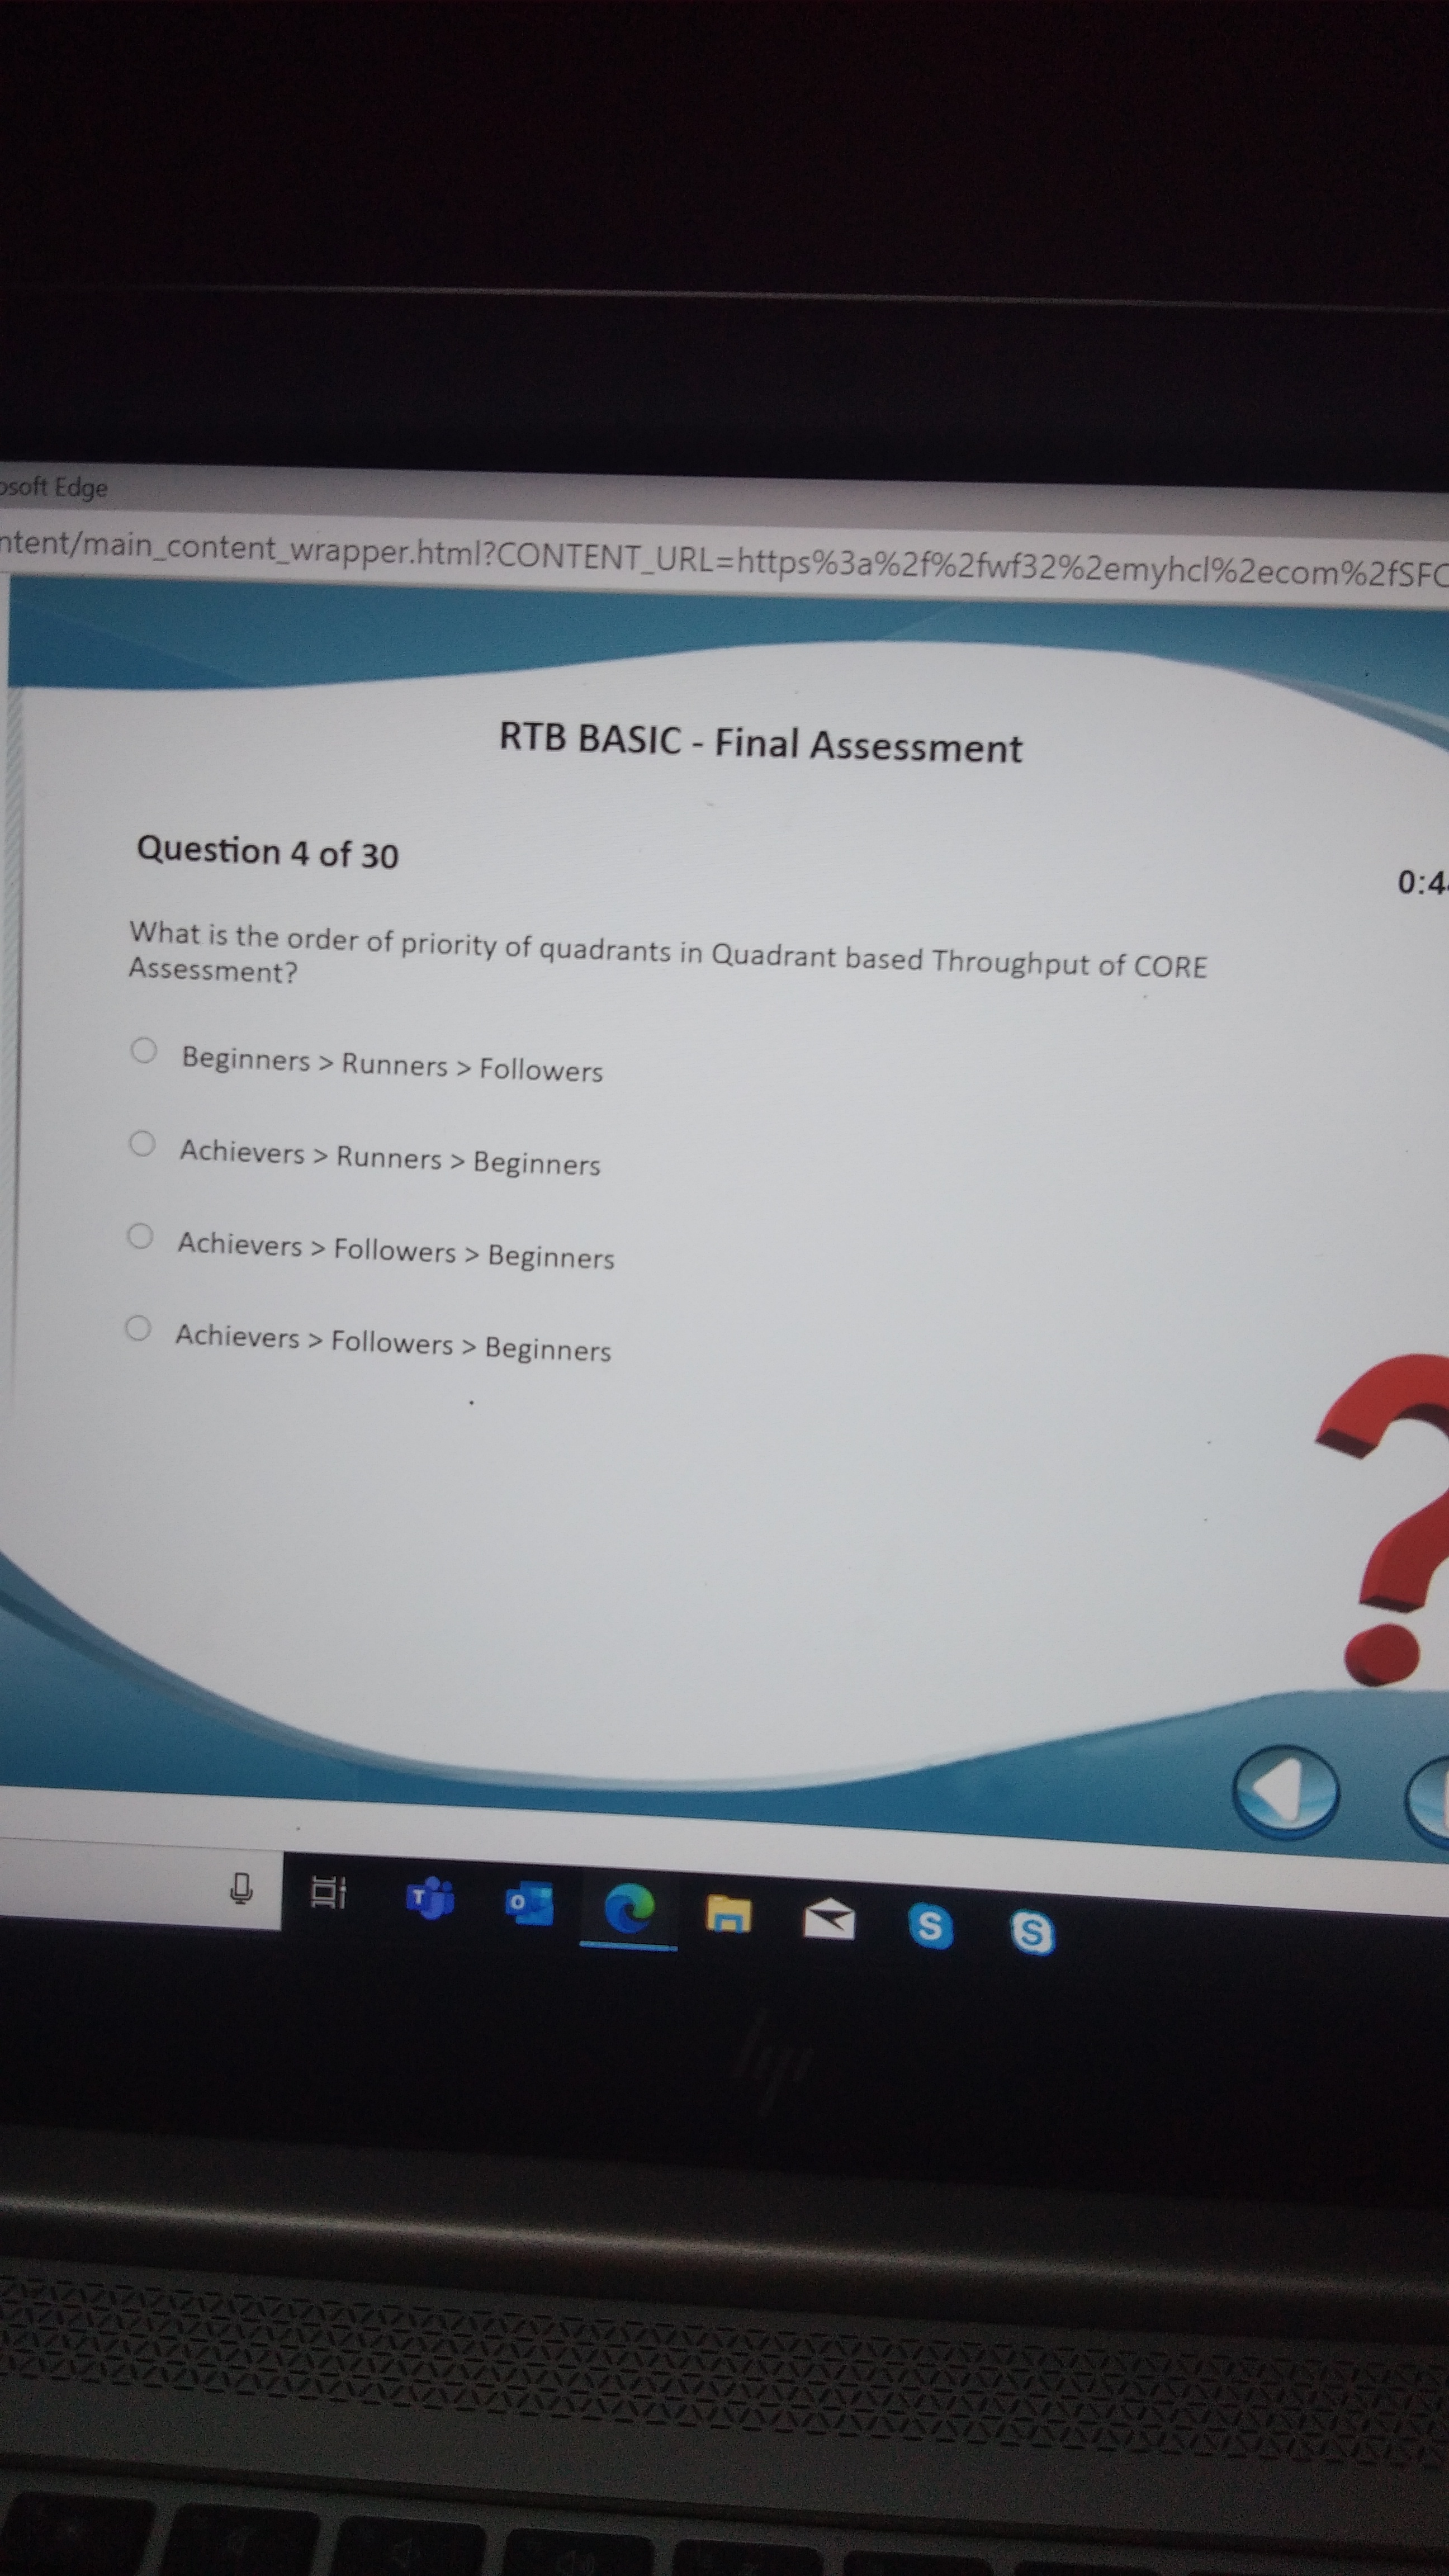 osoft Edge
ntent/main_content_wrapper.html?CONTENT_URL=https%3a%2f%2fwf32%2emyhcl%2ecom%2fSFC
RTB BASIC - Final Assessment
Question 4 of 30
0:4
What is the order of priority of quadrants in Quadrant based Throughput of CORE
Assessment?
Beginners > Runners > Followers
Achievers > Runners > Beginners
Achievers > Followers > Beginners
Achievers > Followers > Beginners
?
T
O
S
S
hp